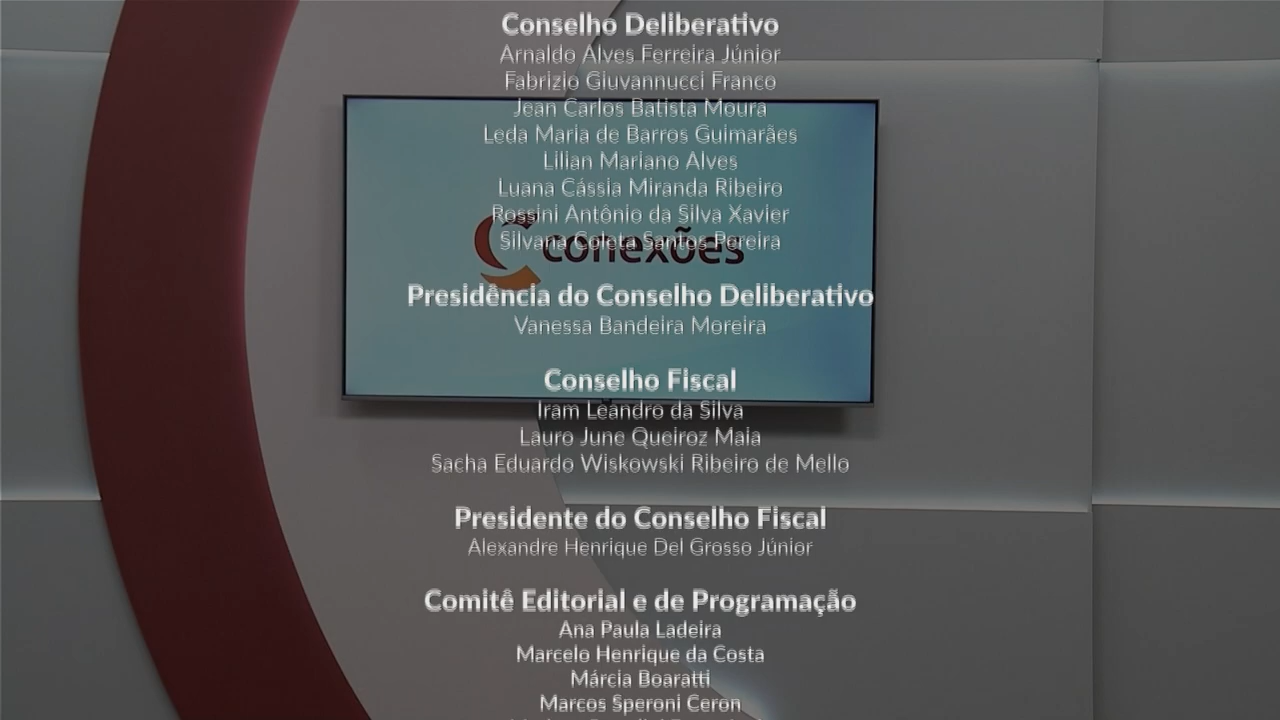 Conselho Deliberativo
Arnaldo Alves Ferreira Júnior
Fabrizio Giuvannucci Franco
Jean Carlos Batista Moura
Leda Maria de Barros Guimarães
Lilian Mariano Alves
Luana Cássia Miranda Ribeiro
Rossini Antônio da Silva Xavier
Silvana Coleta Santos Pereira
conexões
Presidência do Conselho Deliberativo
Vanessa Bandeira Moreira
Conselho Fiscal
Iram Leandro da Silva
Lauro June Queiroz Maia
Sacha Eduardo Wiskowski Ribeiro de Mello
Presidente do Conselho Fiscal
Alexandre Henrique Del Grosso Júnior
Comitê Editorial e de Programação
Ana Paula Ladeira
Marcelo Henrique da Costa
Márcia Boaratti
Marcos Speroni Ceron